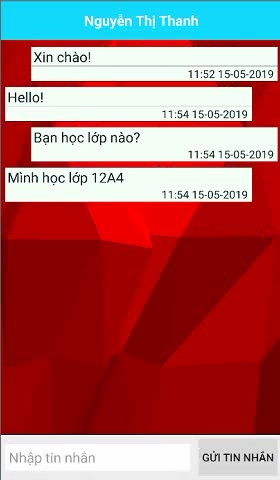 Nguyễn Thị Thanh
Xin chào!
11:52 15-05-2019
Hello!
11:54 15-05-2019
Bạn học lớp nào?
11:54 15-05-2019
Mình học lớp 12A4
11:54 15-05-2019
Nhập tin nhắn
GỬI TIN NHẮN